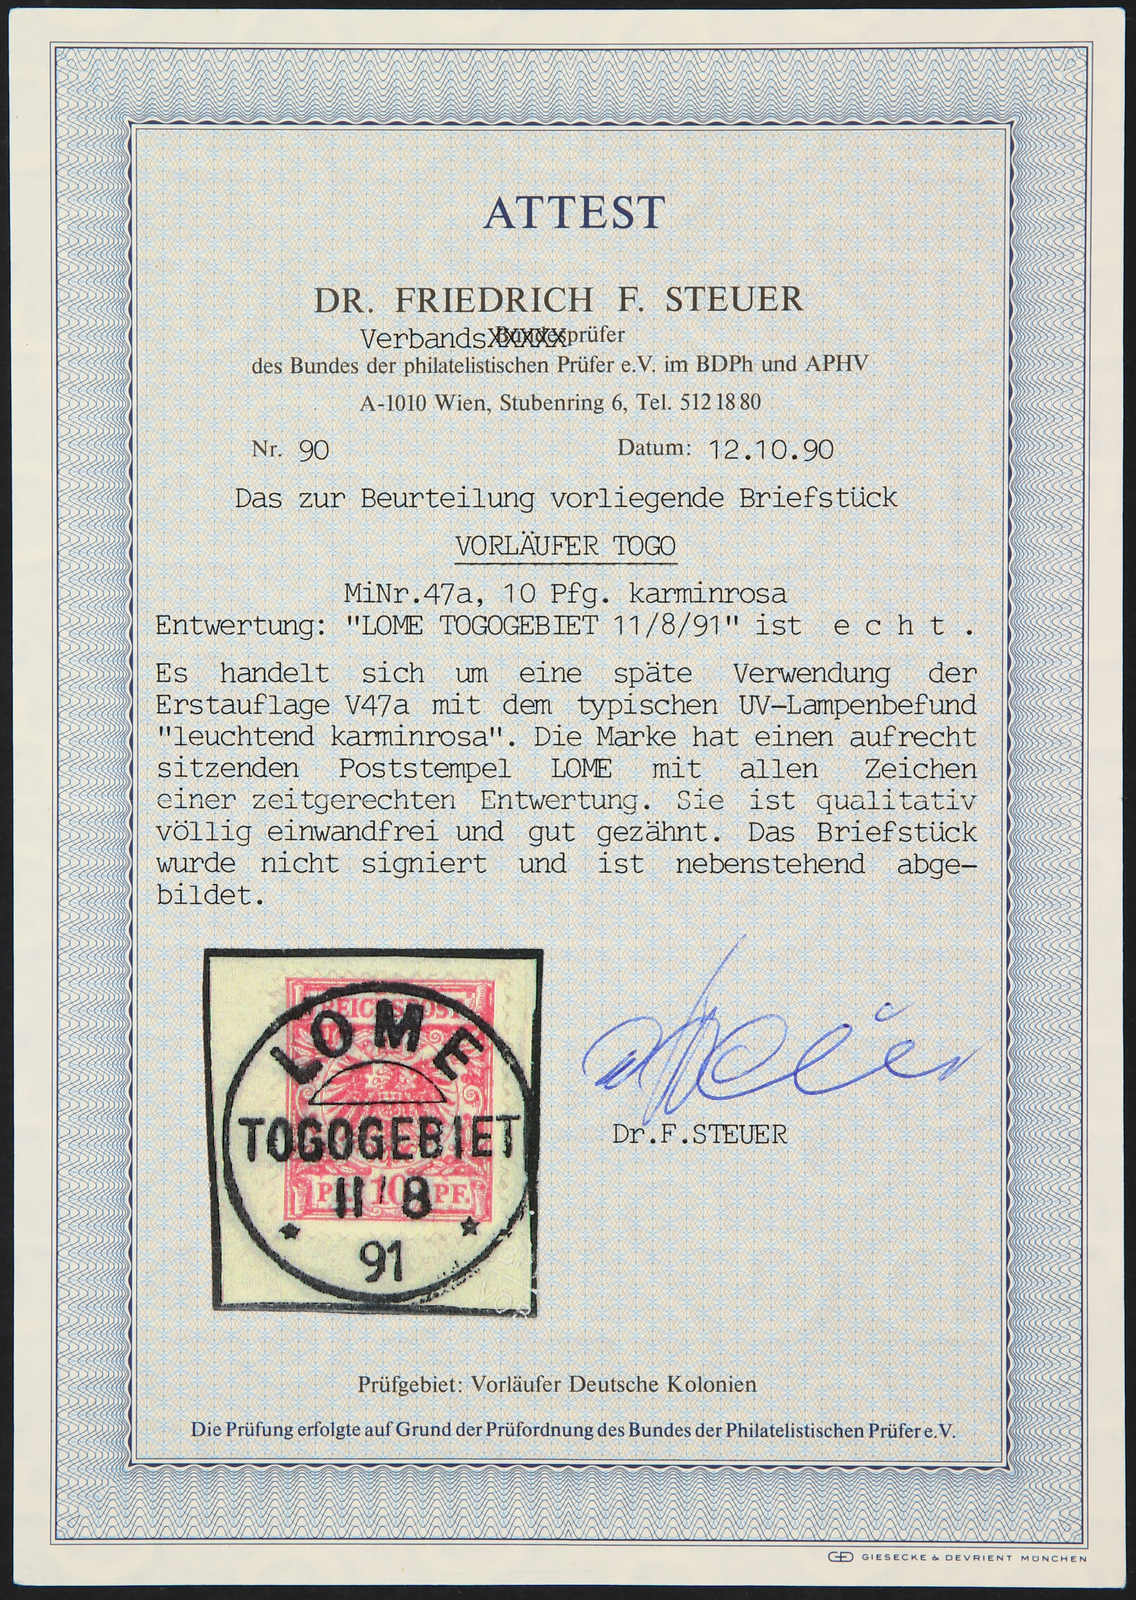 ATTEST
DR. FRIEDRICH F. STEUER
VerbandsXXXXXprüfer
des Bundes der philatelistischen Prüfer e.V. im BDPh und APHV
A-1010 Wien, Stubenring 6, Tel. 512 18 80
Nr. 90 Datum: 12.10.90
Das zur Beurteilung vorliegende Briefstück
VORLÄUFER TOGO
MiNr.47a, 10 Pfg. karminrosa
Entwertung: "LOME TOGOGEBIET 11/8/91" ist e c h t .
Es handelt sich um eine späte Verwendung der
Erstauflage V47a mit dem typischen UV-Lampenbefund
"leuchtend karminrosa". Die Marke hat einen aufrecht
sitzenden Poststempel LOME mit allen Zeichen
einer zeitgerechten Entwertung. Sie ist qualitativ
völlig einwandfrei und gut gezähnt. Das Briefstück
wurde nicht signiert und ist nebenstehend abge-
bildet.
REICHSPOST
LOME
TOGOGEBIET
11/8
PF. 10 PF.
91
Dr.F.STEUER
Prüfgebiet: Vorläufer Deutsche Kolonien
Die Prüfung erfolgte auf Grund der Prüfordnung des Bundes der Philatelistischen Prüfer e.V.
GIESECKE & DEVRIENT MÜNCHEN